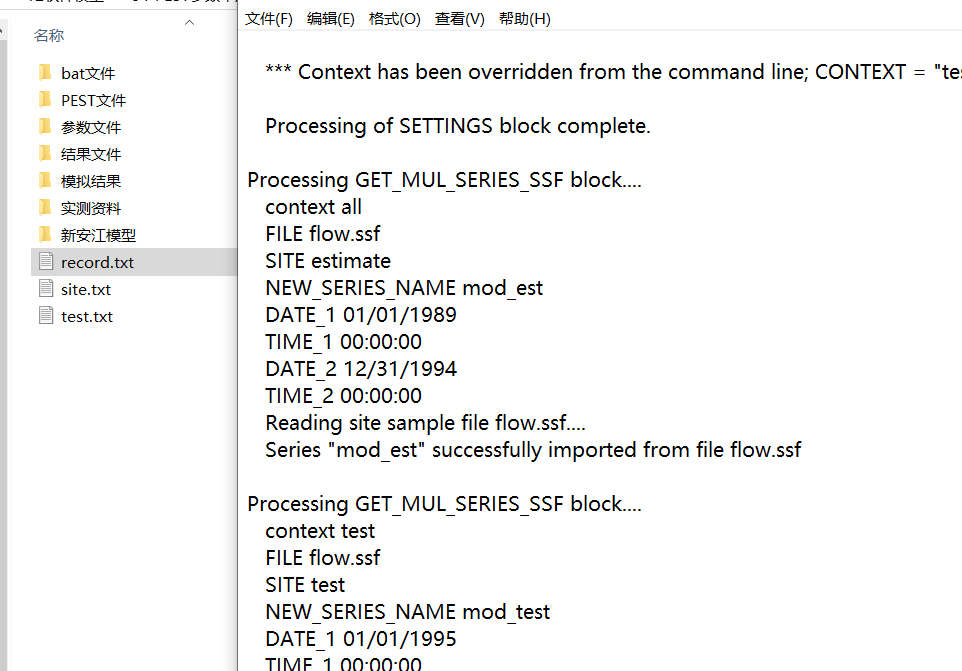 名称
bat文件
PEST文件
参数文件
结果文件
模拟结果
实测资料
新安江模型
record.txt
site.txt
test.txt
文件(F) 编辑(E) 格式(O) 查看(V) 帮助(H)
*** Context has been overridden from the command line; CONTEXT = "tes
Processing of SETTINGS block complete.
Processing GET_MUL_SERIES_SSF block....
context all
FILE flow.ssf
SITE estimate
NEW_SERIES_NAME mod_est
DATE_1 01/01/1989
TIME_1 00:00:00
DATE_2 12/31/1994
TIME_2 00:00:00
Reading site sample file flow.ssf....
Series "mod_est" successfully imported from file flow.ssf
Processing GET_MUL_SERIES_SSF block....
context test
FILE flow.ssf
SITE test
NEW_SERIES_NAME mod_test
DATE_1 01/01/1995
TIME_1 00:00:00